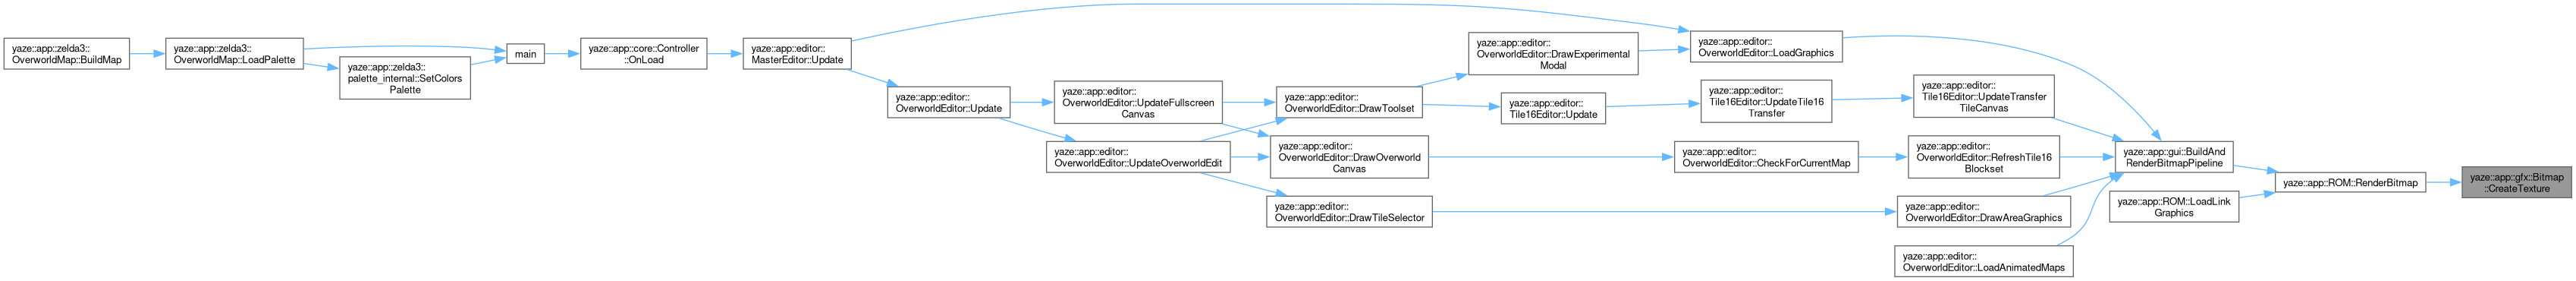 yaze::app::zelda3::
OverworldMap::BuildMap
yaze::app::zelda3::
OverworldMap::LoadPalette
yaze::app::zelda3::
palette_internal::SetColors
Palette
main
yaze::app::core::Controller
::OnLoad
yaze::app::editor::
MasterEditor::Update
yaze::app::editor::
OverworldEditor::Update
yaze::app::editor::
OverworldEditor::UpdateFullscreen
Canvas
yaze::app::editor::
OverworldEditor::UpdateOverworldEdit
yaze::app::editor::
OverworldEditor::DrawToolset
yaze::app::editor::
OverworldEditor::DrawOverworld
Canvas
yaze::app::editor::
OverworldEditor::DrawTileSelector
yaze::app::editor::
OverworldEditor::DrawExperimental
Modal
yaze::app::editor::
Tile16Editor::Update
yaze::app::editor::
OverworldEditor::LoadGraphics
yaze::app::editor::
Tile16Editor::UpdateTile16
Transfer
yaze::app::editor::
OverworldEditor::CheckForCurrentMap
yaze::app::editor::
Tile16Editor::UpdateTransfer
TileCanvas
yaze::app::editor::
OverworldEditor::RefreshTile16
Blockset
yaze::app::editor::
OverworldEditor::DrawAreaGraphics
yaze::app::editor::
OverworldEditor::LoadAnimatedMaps
yaze::app::gui::BuildAnd
RenderBitmapPipeline
yaze::app::ROM::LoadLink
Graphics
yaze::app::ROM::RenderBitmap
yaze::app::gfx::Bitmap
::CreateTexture